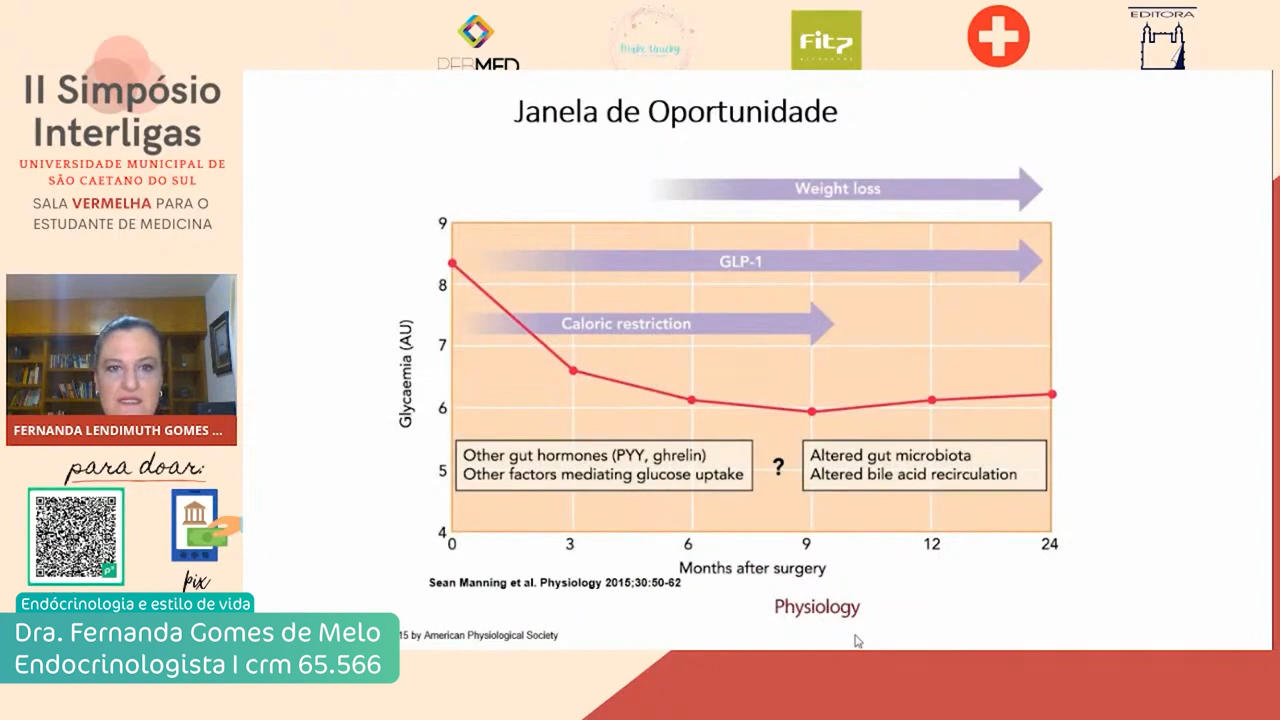 II Simpósio
Interligas
UNIVERSIDADE MUNICIPAL DE
SÃO CAETANO DO SUL
SALA VERMELHA PARA O
ESTUDANTE DE MEDICINA
FERNANDA LENDIMUTH GOMES ...
para doar:
pix
Endócrinologia e estilo de vida
Dra. Fernanda Gomes de Melo
Endocrinologista I crm 65.566
PEBMED
Fit7
EDITORA
Janela de Oportunidade
Weight loss
GLP-1
Caloric restriction
Glycaemia (AU)
9
8
7
6
5
4
Other gut hormones (PYY, ghrelin)
Other factors mediating glucose uptake
?
Altered gut microbiota
Altered bile acid recirculation
0 3 6 9 12 24
Months after surgery
Sean Manning et al. Physiology 2015;30:50-62
Physiology
15 by American Physiological Society